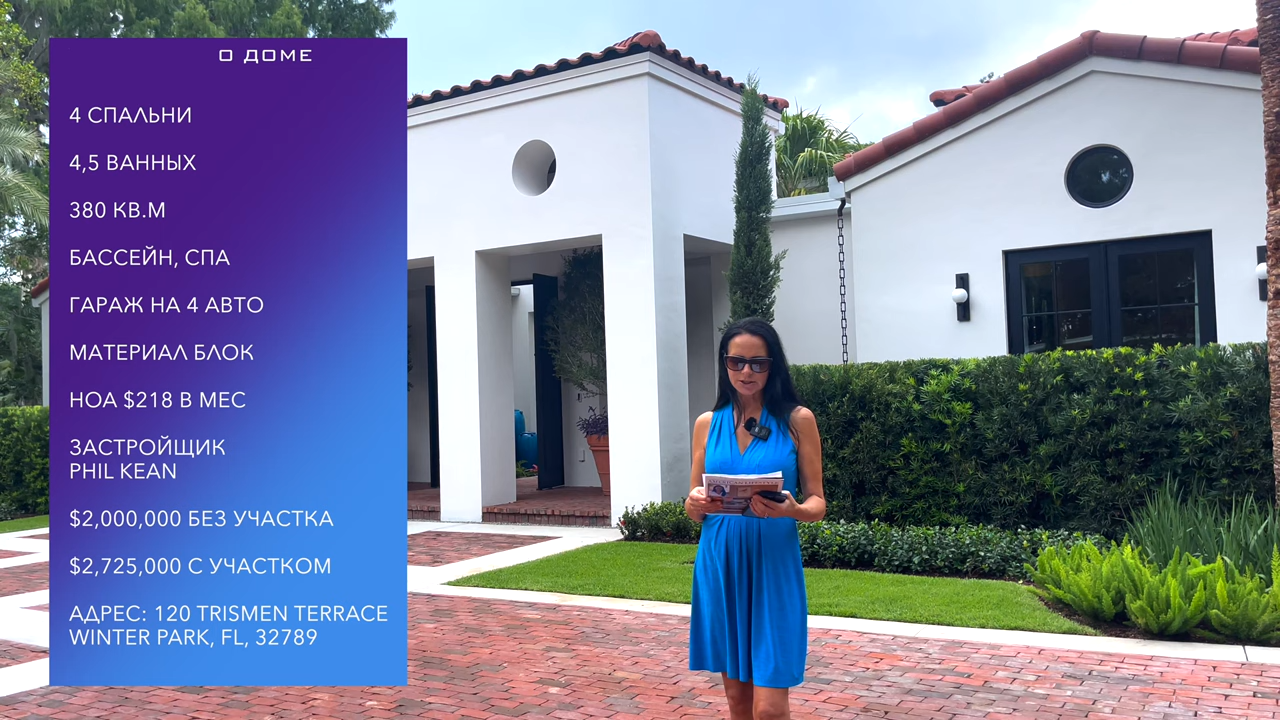 О ДОМЕ
4 СПАЛЬНИ
4,5 ВАННЫХ
380 КВ.М
БАССЕЙН, СПА
ГАРАЖ НА 4 АВТО
МАТЕРИАЛ БЛОК
HOA $218 В МЕС
ЗАСТРОЙЩИК
PHIL KEAN
$2,000,000 БЕЗ УЧАСТКА
$2,725,000 С УЧАСТКОМ
АДРЕС: 120 TRISMEN TERRACE
WINTER PARK, FL, 32789